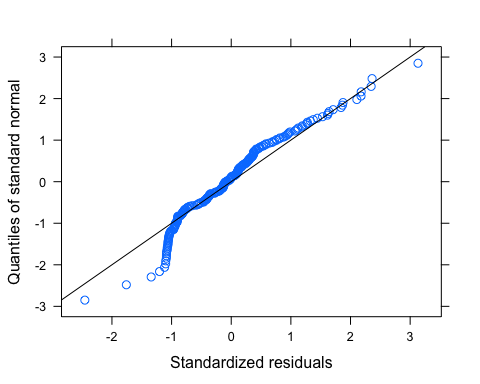 3
2
1
0
-1
-2
-3
Quantiles of standard normal
-2 -1 0 1 2 3
Standardized residuals